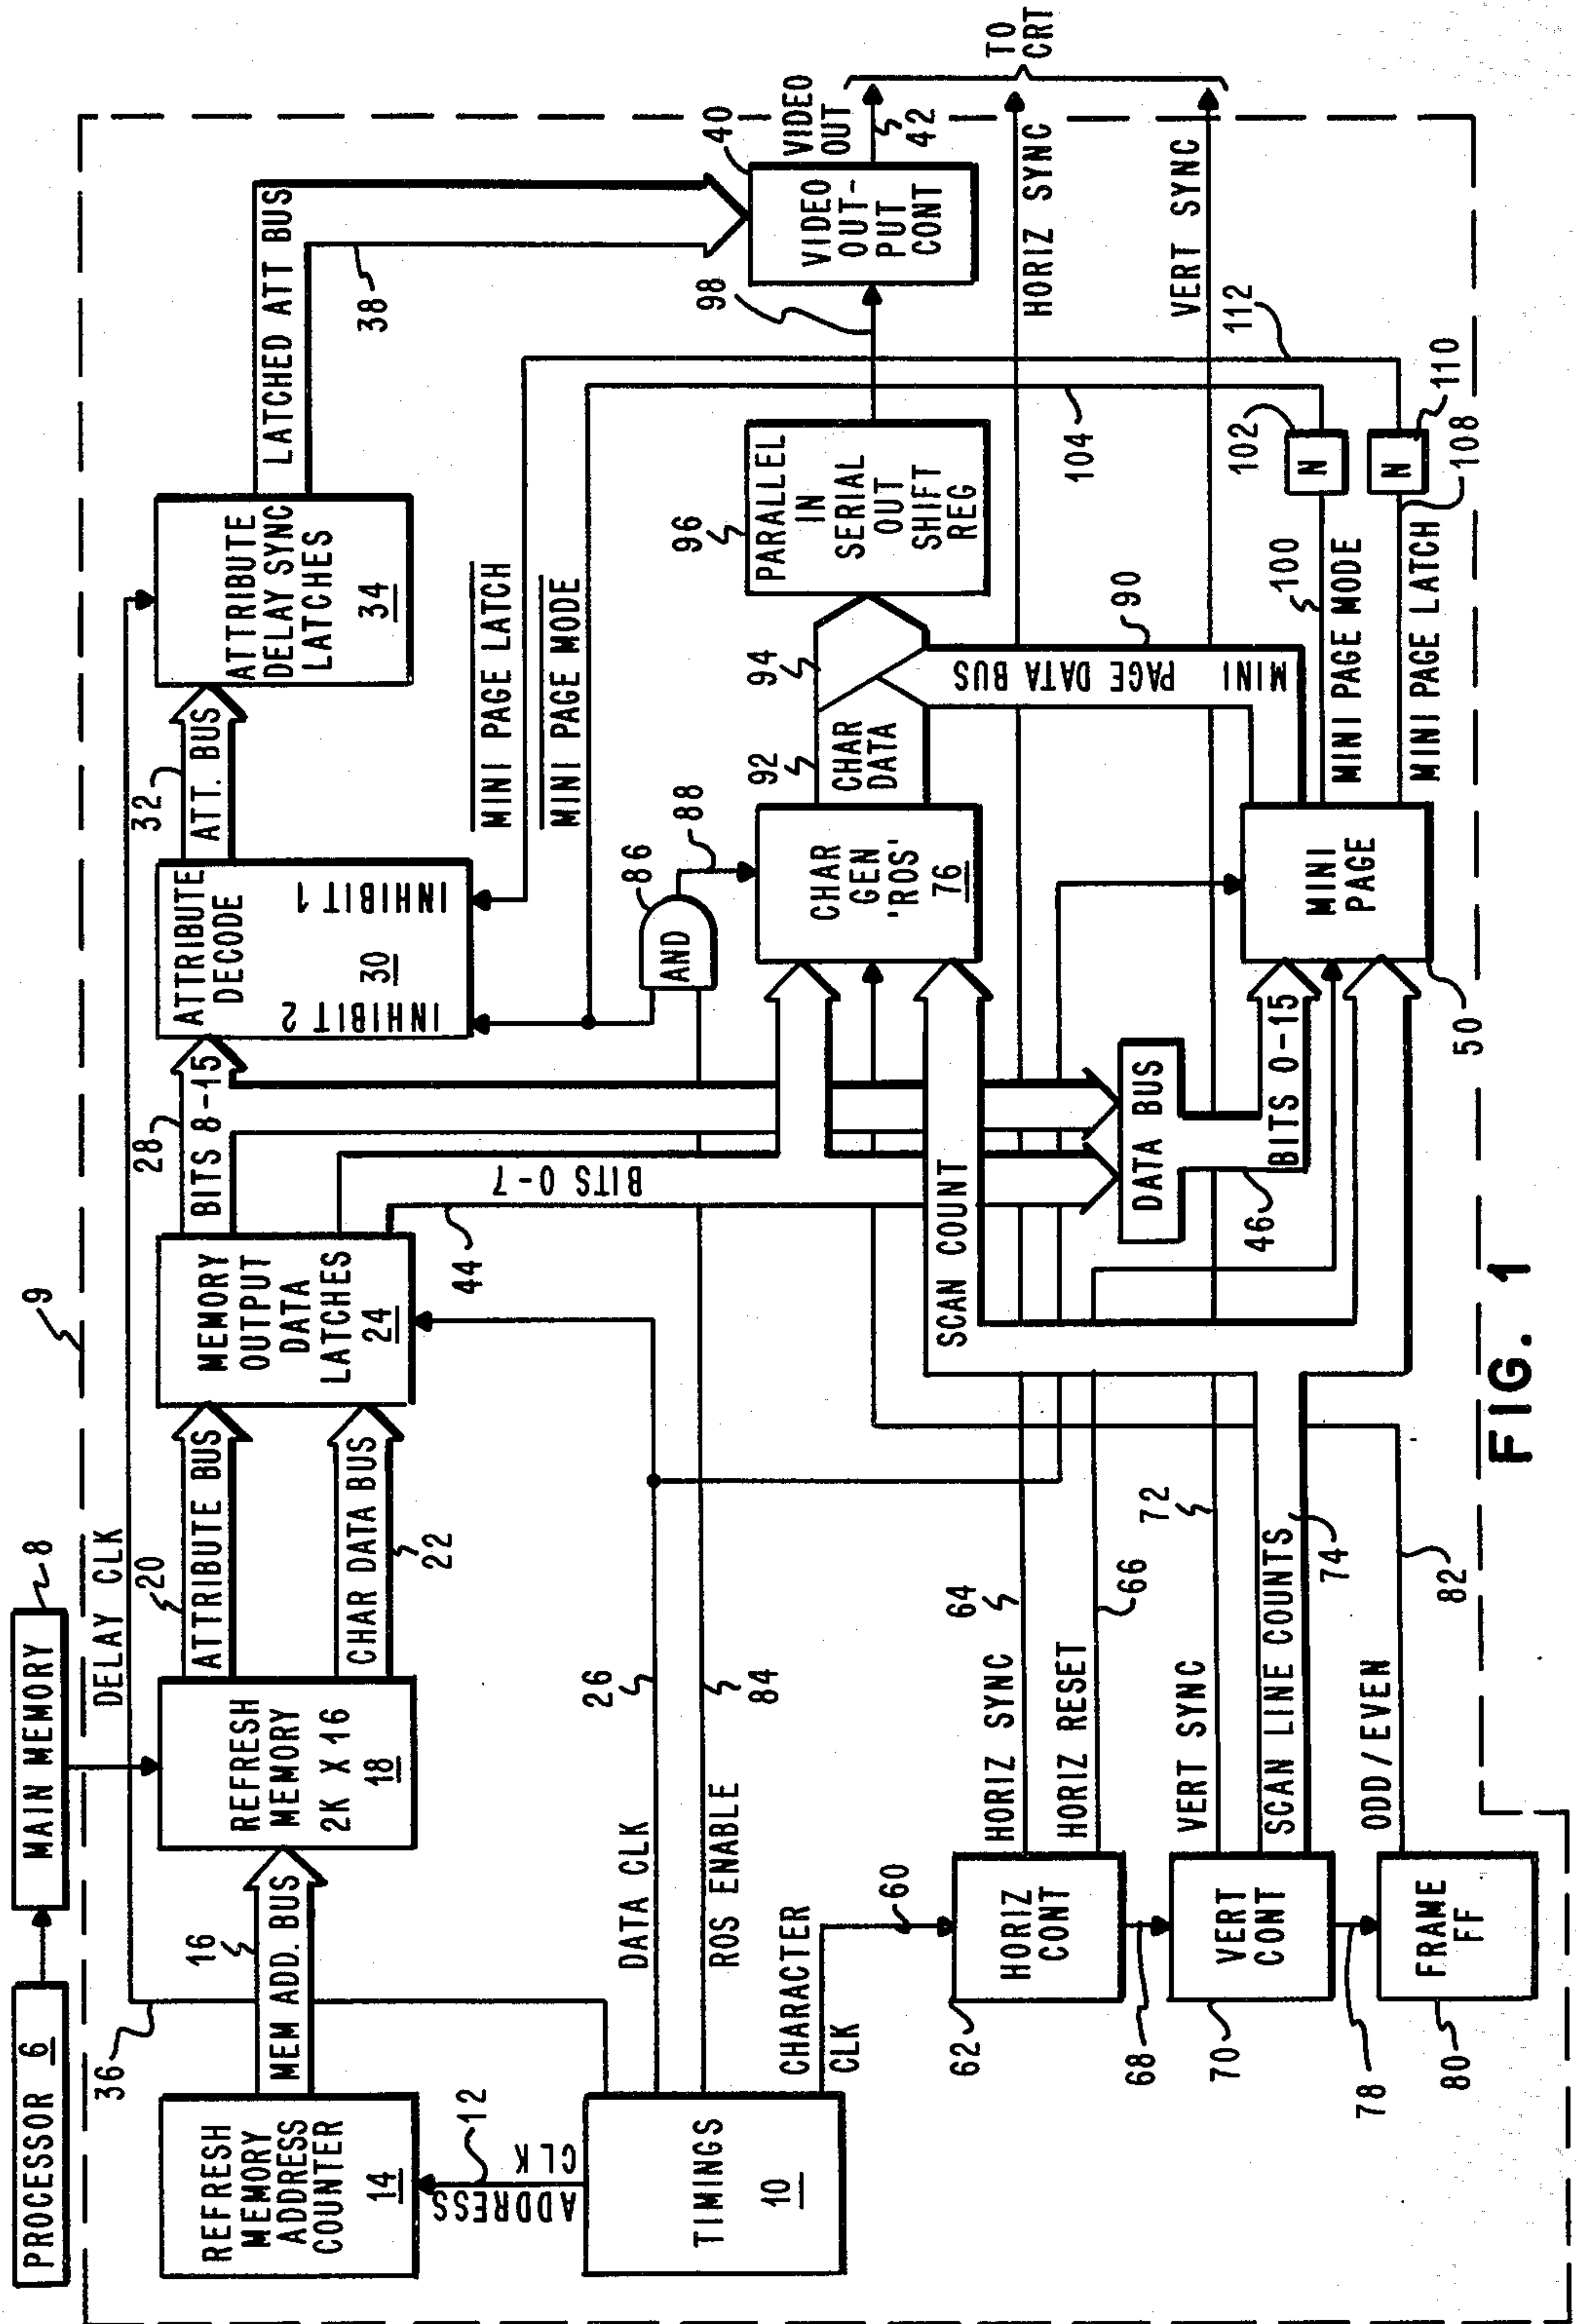 PROCESSOR 6
MAIN MEMORY
8
9
36
DELAY CLK
REFRESH
MEMORY
ADDRESS
COUNTER
14
16
MEM ADD. BUS
REFRESH
MEMORY
2K X 16
18
20
ATTRIBUTE BUS
CHAR DATA BUS
22
MEMORY
OUTPUT
DATA
LATCHES
24
28
BITS 8-15
BITS 0-7
44
ATTRIBUTE
DECODE
30
INHIBIT 2
INHIBIT 1
32
ATT. BUS
ATTRIBUTE
DELAY SYNC
LATCHES
34
LATCHED ATT BUS
38
ADDRESS
CLK
12
TIMINGS
10
DATA CLK
26
ROS ENABLE
84
CHARACTER
CLK
60
MINI PAGE LATCH
MINI PAGE MODE
AND
86
88
CHAR
GEN
'ROS'
76
92
CHAR
DATA
94
96
PARALLEL
IN
SERIAL
OUT
SHIFT
REG
98
VIDEO
OUT-
PUT
CONT
40
VIDEO
OUT
42
TO
CRT
HORIZ SYNC
VERT SYNC
HORIZ
CONT
62
HORIZ SYNC
64
HORIZ RESET
66
68
VERT
CONT
70
VERT SYNC
72
SCAN LINE COUNTS
74
78
FRAME
FF
80
ODD/EVEN
82
SCAN COUNT
DATA BUS
46
BITS 0-15
MINI
PAGE
50
MINI PAGE DATA BUS
90
100
MINI PAGE MODE
MINI PAGE LATCH
102
N
104
N
108
110
112
FIG. 1